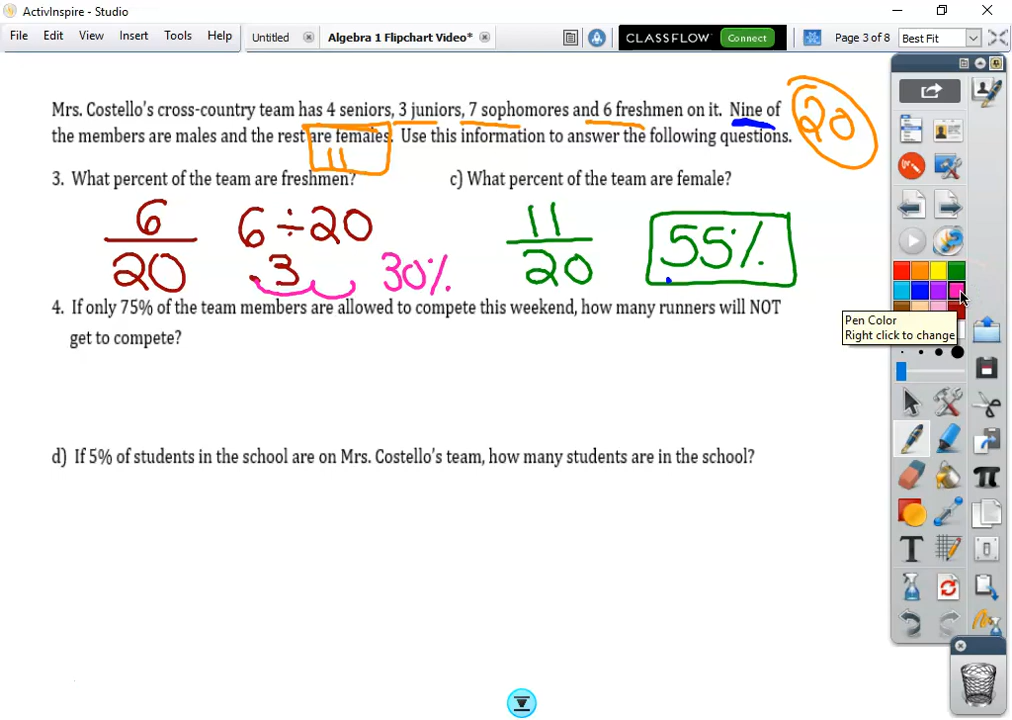 ActivInspire - Studio
File Edit View Insert Tools Help Untitled Algebra 1 Flipchart Video* CLASSFLOW Connect Page 3 of 8 Best Fit
Mrs. Costello's cross-country team has 4 seniors, 3 juniors, 7 sophomores and 6 freshmen on it. Nine of
the members are males and the rest are females. Use this information to answer the following questions.
20
11
3. What percent of the team are freshmen? c) What percent of the team are female?
6 6÷20 11 55%
20 .3 30% 20
4. If only 75% of the team members are allowed to compete this weekend, how many runners will NOT
get to compete?
Pen Color
Right click to change
d) If 5% of students in the school are on Mrs. Costello's team, how many students are in the school?
T
π